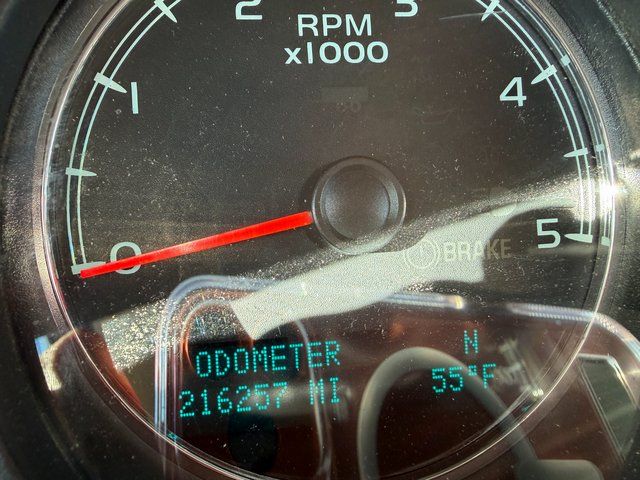 2 3
RPM
x1000
1 4
0 5
BRAKE
ODOMETER N
216257 MI 55°F